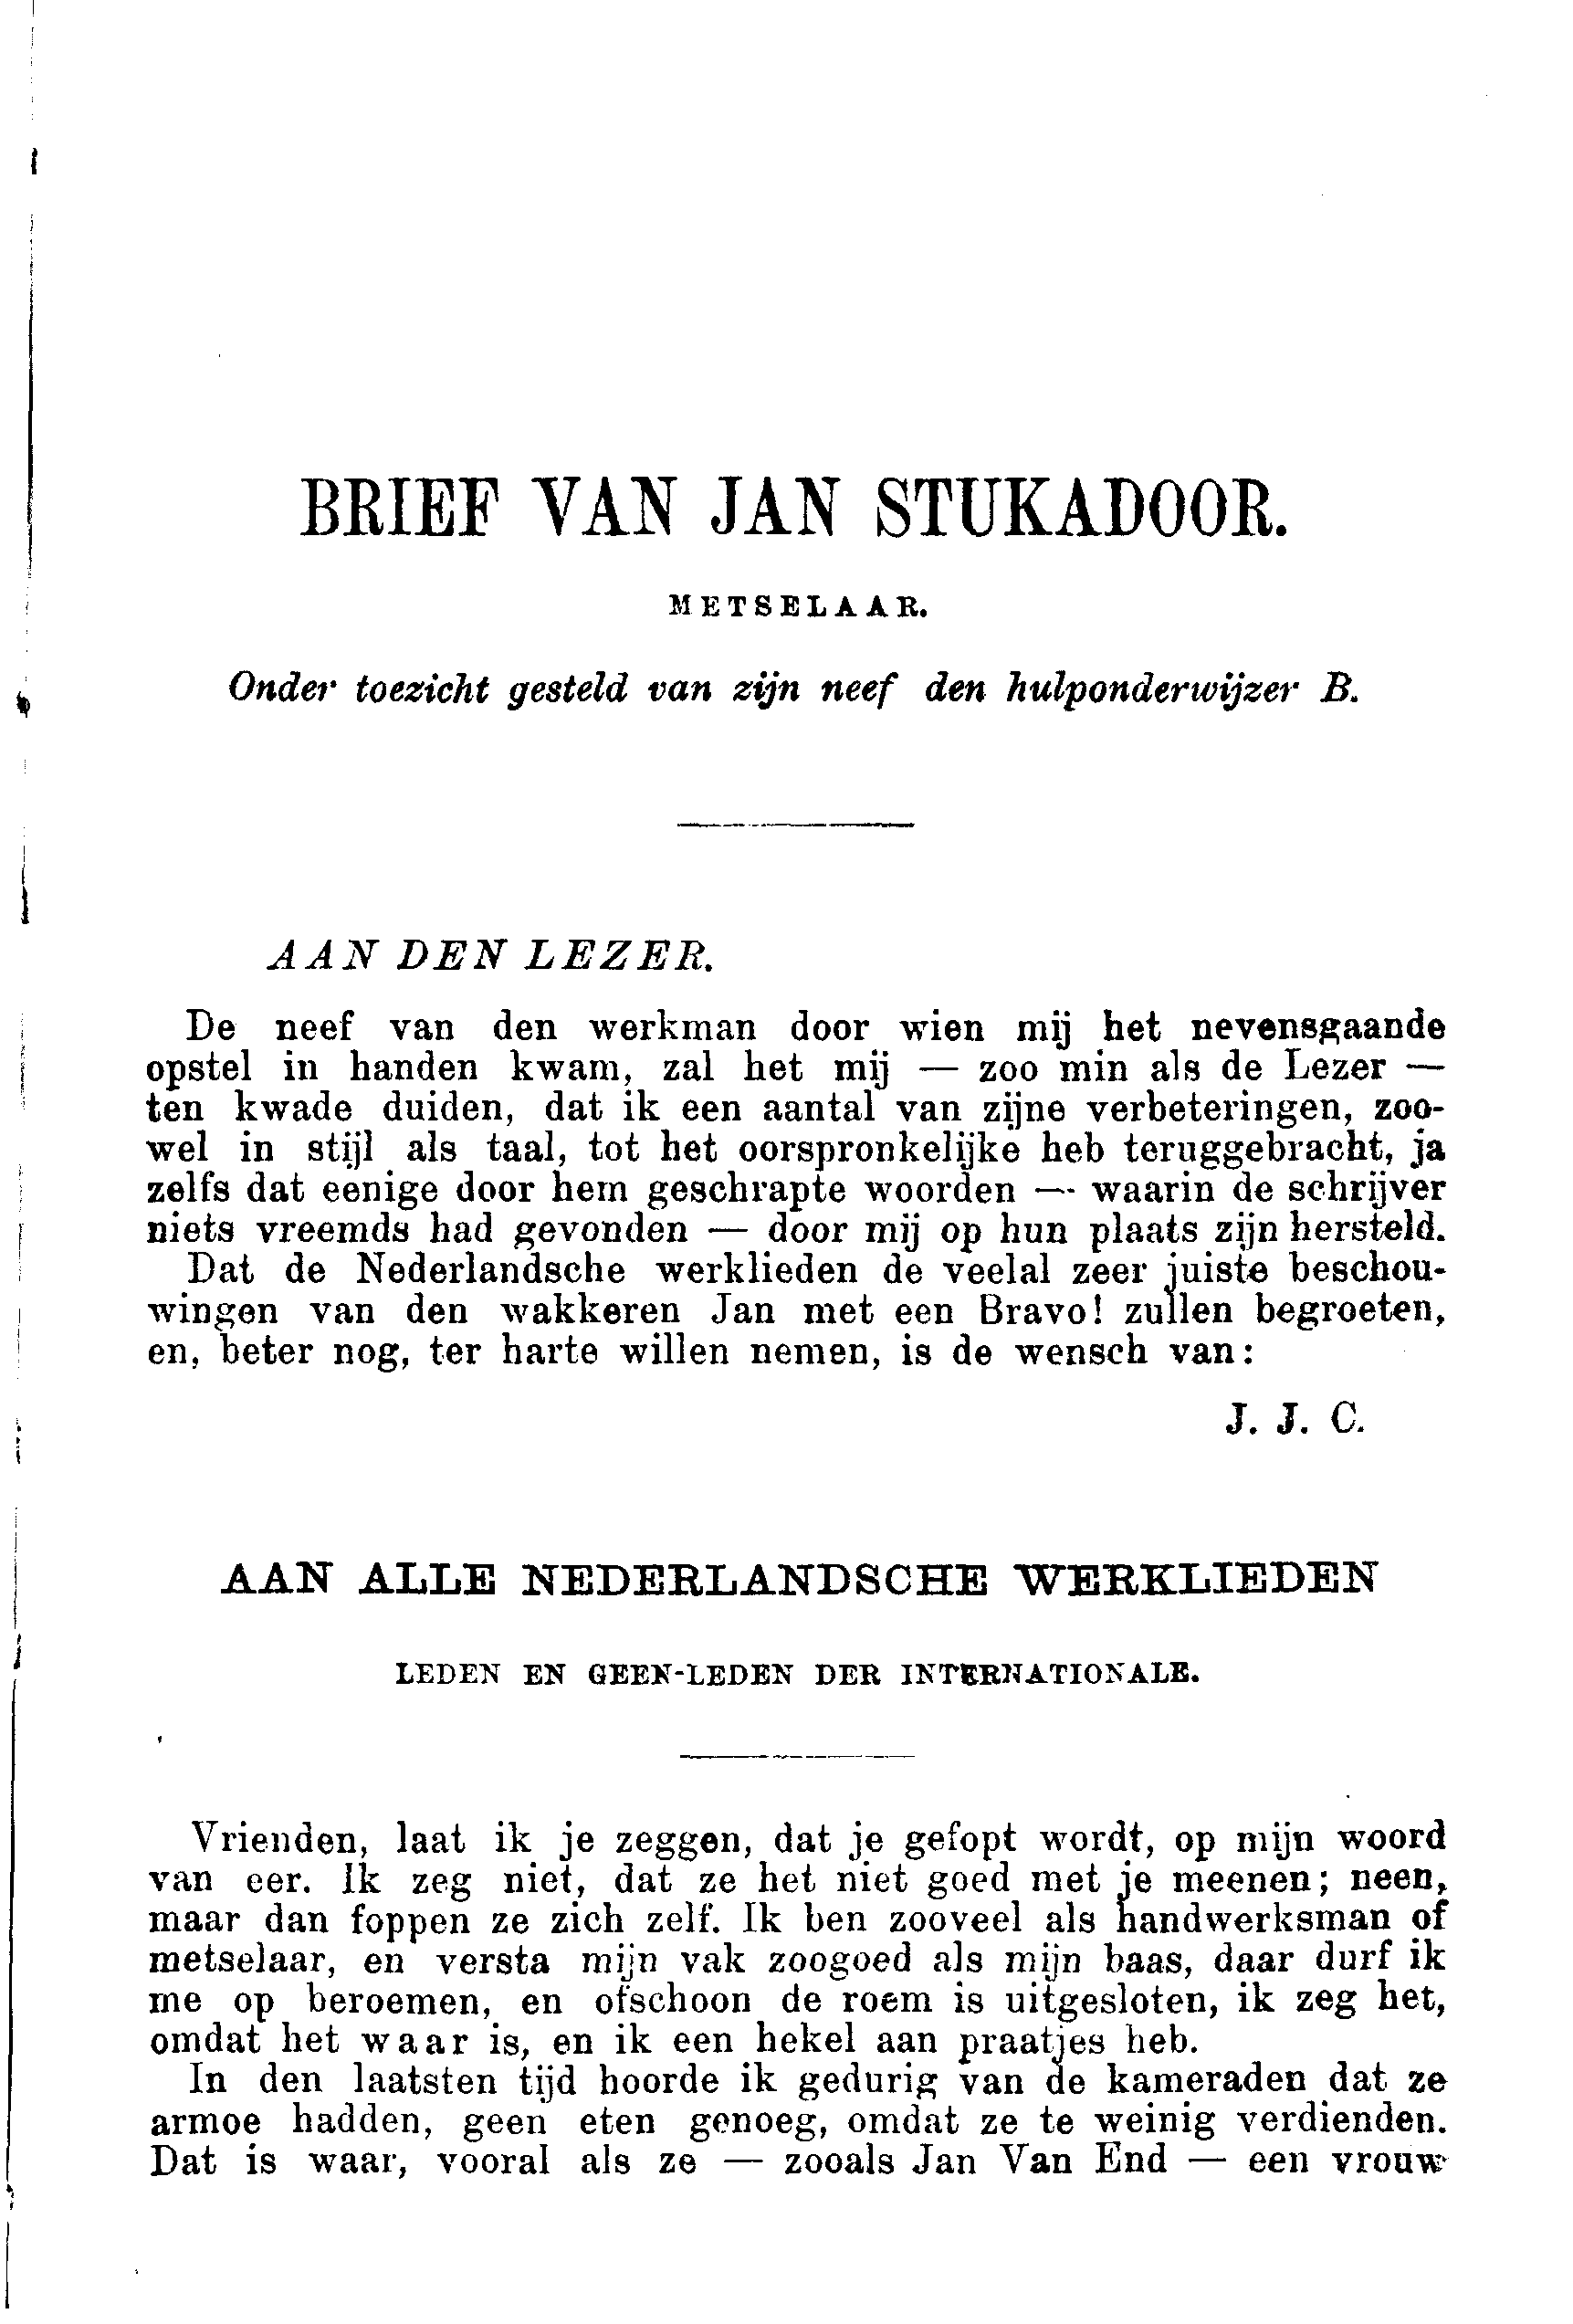 BRIEF VAN JAN STUKADOOR.
METSELAAR.
Onder toezicht gesteld van zijn neef den hulponderwijzer B.
AAN DEN LEZER.
De neef van den werkman door wien mij het nevensgaande
opstel in handen kwam, zal het mij — zoo min als de Lezer —
ten kwade duiden, dat ik een aantal van zijne verbeteringen, zoo-
wel in stijl als taal, tot het oorspronkelijke heb teruggebracht, ja
zelfs dat eenige door hem geschrapte woorden — waarin de schrijver
niets vreemds had gevonden — door mij op hun plaats zijn hersteld.
Dat de Nederlandsche werklieden de veelal zeer juiste beschou-
wingen van den wakkeren Jan met een Bravo! zullen begroeten,
en, beter nog, ter harte willen nemen, is de wensch van:
J. J. C.
AAN ALLE NEDERLANDSCHE WERKLIEDEN
LEDEN EN GEEN-LEDEN DER INTERNATIONALE.
Vrienden, laat ik je zeggen, dat je gefopt wordt, op mijn woord
van eer. Ik zeg niet, dat ze het niet goed met je meenen; neen,
maar dan foppen ze zich zelf. Ik ben zooveel als handwerksman of
metselaar, en versta mijn vak zoogoed als mijn baas, daar durf ik
me op beroemen, en ofschoon de roem is uitgesloten, ik zeg het,
omdat het waar is, en ik een hekel aan praatjes heb.
In den laatsten tijd hoorde ik gedurig van de kameraden dat ze
armoe hadden, geen eten genoeg, omdat ze te weinig verdienden.
Dat is waar, vooral als ze — zooals Jan Van End — een vrouw